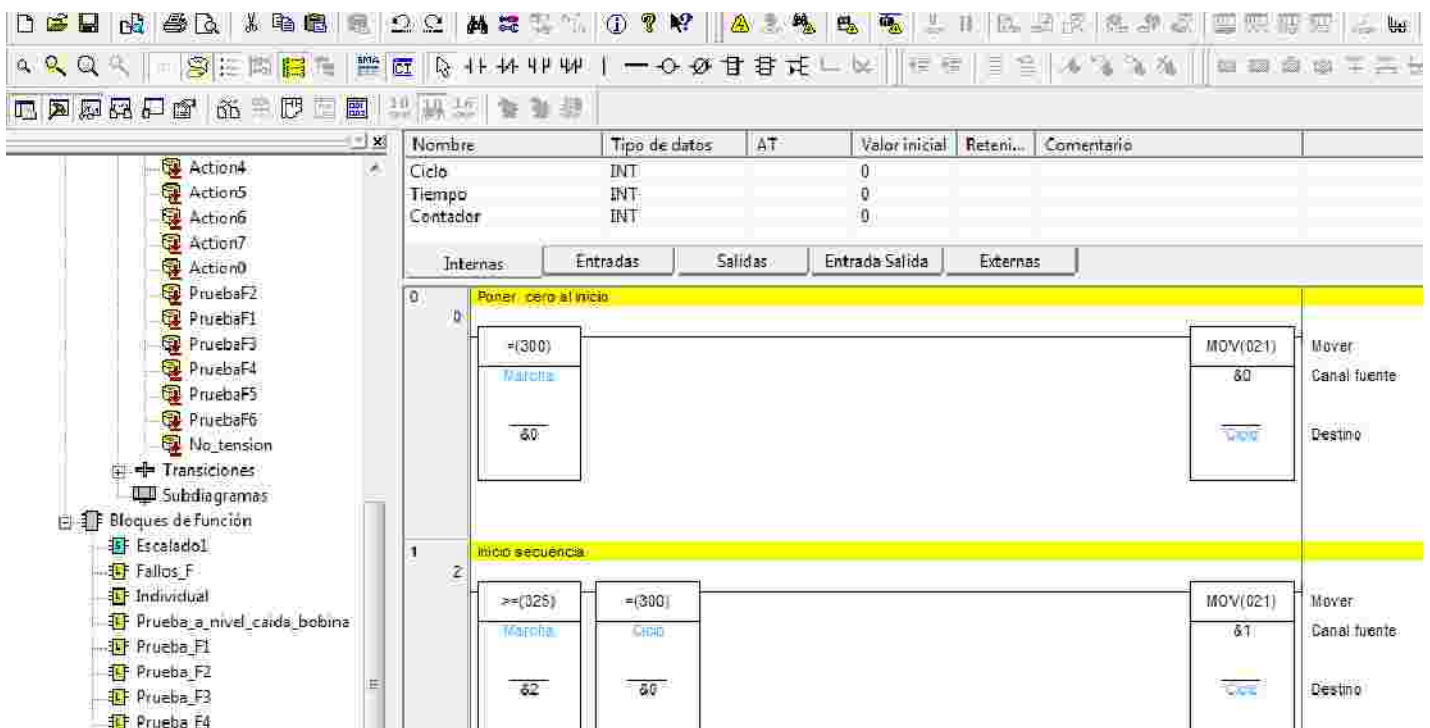 Nombre Tipo de datos AT Valor inicial Reteni... Comentario
Ciclo INT 0
Tiempo INT 0
Contador INT 0
Internas Entradas Salidas Entrada Salida Externas
Action4
Action5
Action6
Action7
Action0
PruebaF2
PruebaF1
PruebaF3
PruebaF4
PruebaF5
PruebaF6
No_tension
Transiciones
Subdiagramas
Bloques de Función
Escalado1
Fallos_F
Individual
Prueba_a_nivel_caida_bobina
Prueba_F1
Prueba_F2
Prueba_F3
Prueba_F4
0 Poner cero al inicio
0
=(300) MOV(021) Mover
Marcha &0 Canal fuente
&0 Ciclo Destino
1 Inicio secuencia
2
>=(325) =(300) MOV(021) Mover
Marcha Ciclo &1 Canal fuente
&2 &0 Ciclo Destino